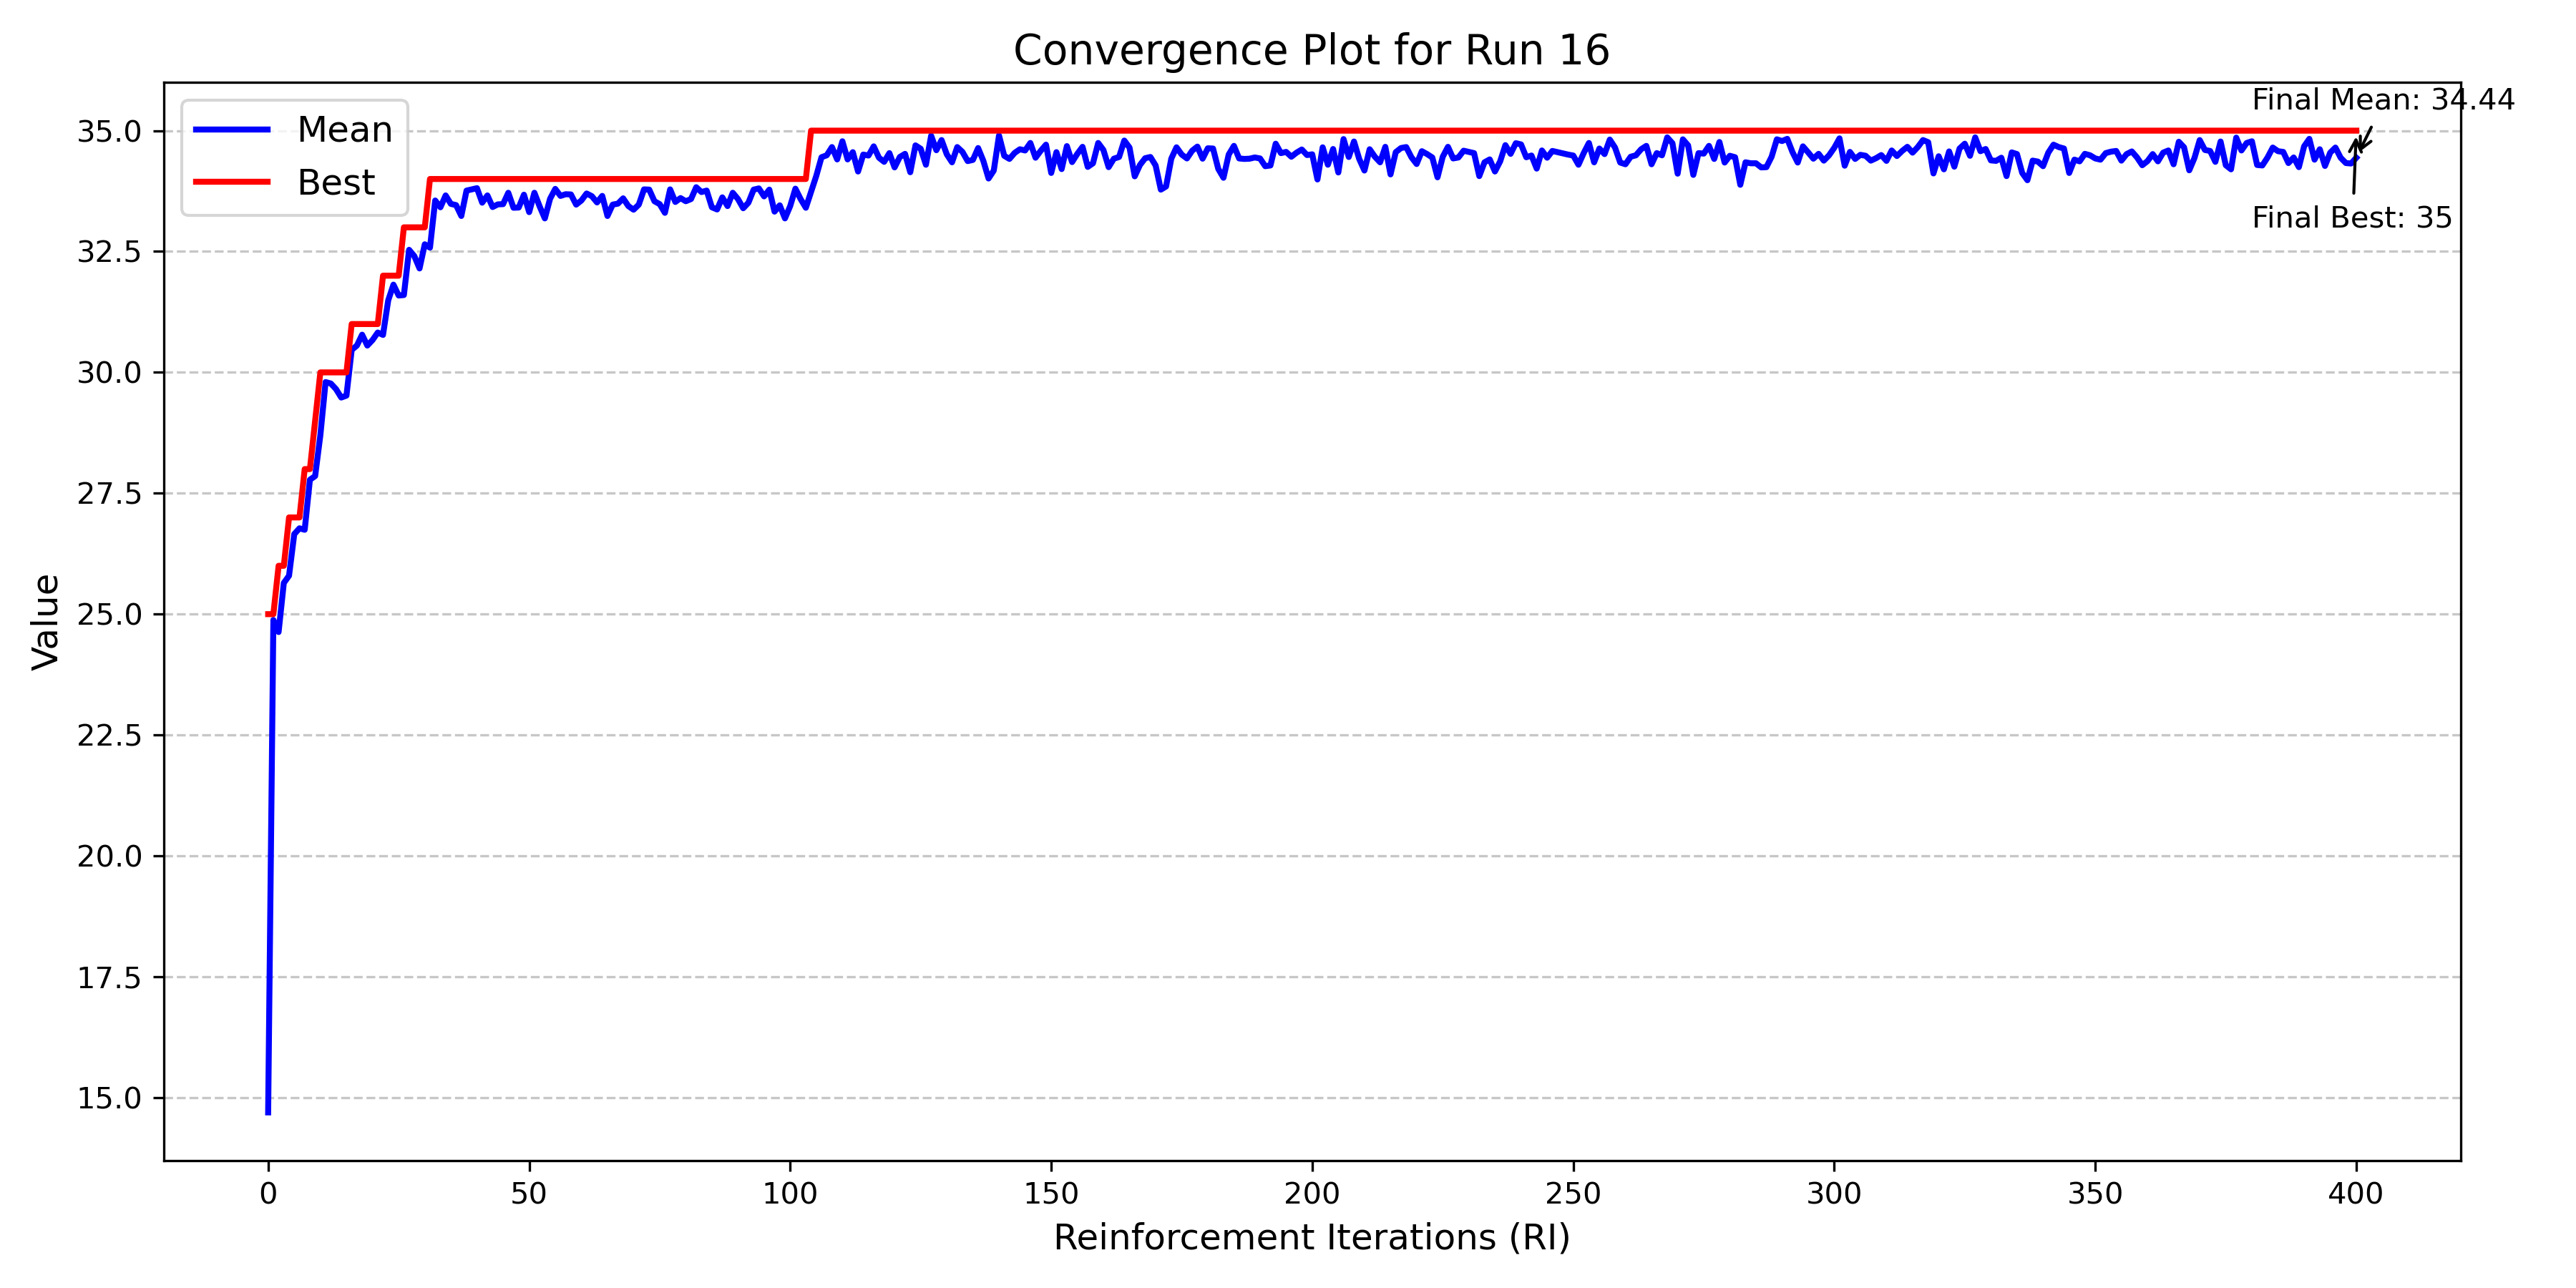 Convergence Plot for Run 16
Final Mean: 34.44
Mean
Best
Final Best: 35
35.0
32.5
30.0
27.5
25.0
22.5
20.0
17.5
15.0
Value
0 50 100 150 200 250 300 350 400
Reinforcement Iterations (RI)